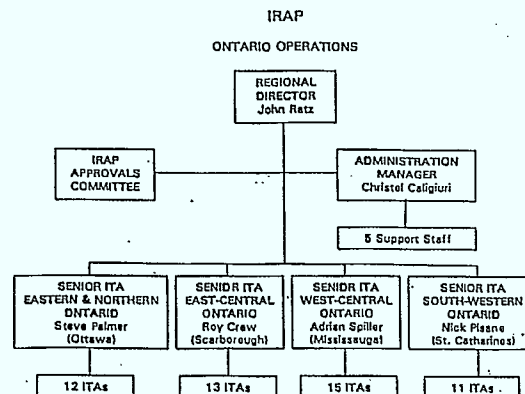 IRAP
ONTARIO OPERATIONS
REGIONAL
DIRECTOR
John Ratz
IRAP
APPROVALS
COMMITTEE
ADMINISTRATION
MANAGER
Christel Caligiuri
5 Support Staff
SENIOR ITA
EASTERN & NORTHERN
ONTARIO
Steve Palmer
(Ottawa)
SENIOR ITA
EAST-CENTRAL
ONTARIO
Roy Craw
(Scarborough)
SENIOR ITA
WEST-CENTRAL
ONTARIO
Adrian Spiller
(Mississauga)
SENIOR ITA
SOUTH-WESTERN
ONTARIO
Nick Pisane
(St. Catharines)
12 ITAs
13 ITAs
15 ITAs
11 ITAs